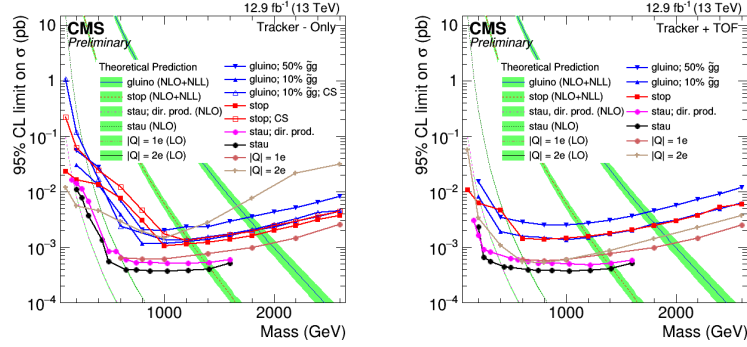 12.9 fb⁻¹ (13 TeV)
CMS
Preliminary
Tracker - Only
Theoretical Prediction
gluino (NLO+NLL)
stop (NLO+NLL)
stau, dir. prod. (NLO)
stau (NLO)
|Q| = 1e (LO)
|Q| = 2e (LO)
gluino; 50% g̃g
gluino; 10% g̃g
gluino; 10% g̃g; CS
stop
stop; CS
stau; dir. prod.
stau
|Q| = 1e
|Q| = 2e
95% CL limit on σ (pb)
10
1
10⁻¹
10⁻²
10⁻³
10⁻⁴
1000 2000
Mass (GeV)
12.9 fb⁻¹ (13 TeV)
CMS
Preliminary
Tracker + TOF
Theoretical Prediction
gluino (NLO+NLL)
stop (NLO+NLL)
stau, dir. prod. (NLO)
stau (NLO)
|Q| = 1e (LO)
|Q| = 2e (LO)
gluino; 50% g̃g
gluino; 10% g̃g
stop
stau; dir. prod.
stau
|Q| = 1e
|Q| = 2e
95% CL limit on σ (pb)
10
1
10⁻¹
10⁻²
10⁻³
10⁻⁴
1000 2000
Mass (GeV)